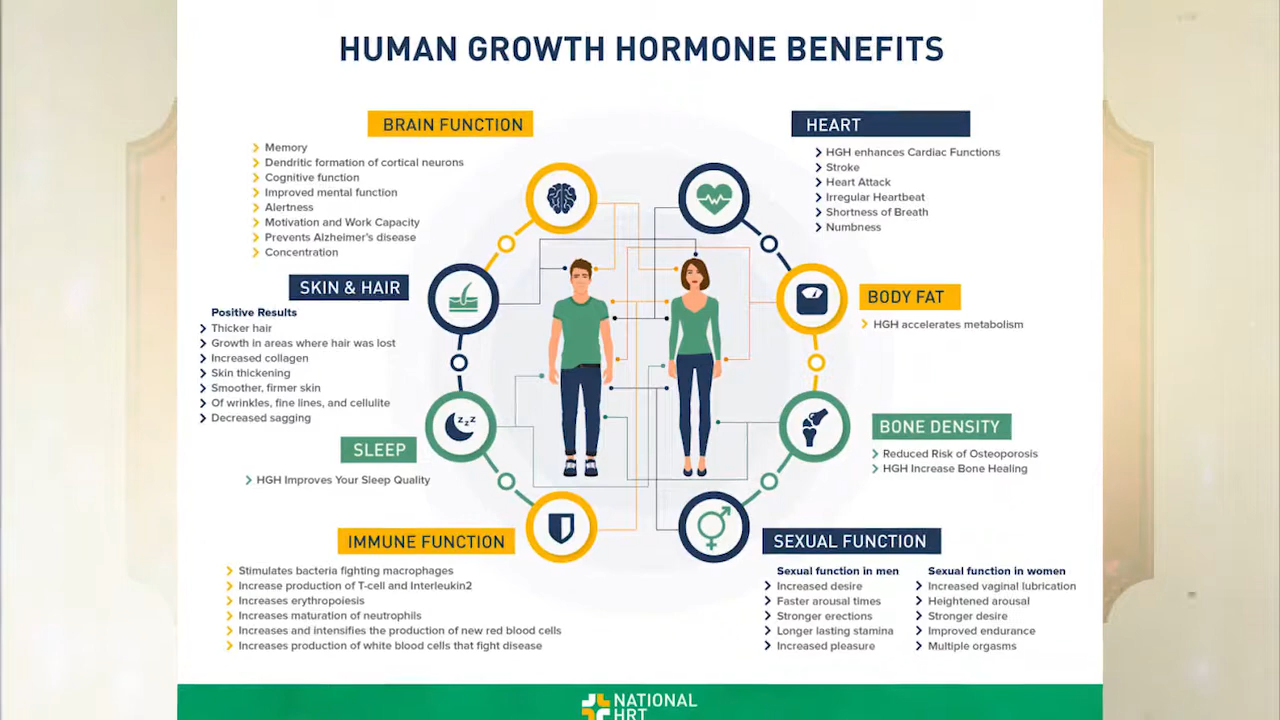 HUMAN GROWTH HORMONE BENEFITS
BRAIN FUNCTION
Memory
Dendritic formation of cortical neurons
Cognitive function
Improved mental function
Alertness
Motivation and Work Capacity
Prevents Alzheimer's disease
Concentration
HEART
HGH enhances Cardiac Functions
Stroke
Heart Attack
Irregular Heartbeat
Shortness of Breath
Numbness
SKIN & HAIR
Positive Results
Thicker hair
Growth in areas where hair was lost
Increased collagen
Skin thickening
Smoother, firmer skin
Of wrinkles, fine lines, and cellulite
Decreased sagging
BODY FAT
HGH accelerates metabolism
zzz
SLEEP
HGH Improves Your Sleep Quality
BONE DENSITY
Reduced Risk of Osteoporosis
HGH Increase Bone Healing
IMMUNE FUNCTION
Stimulates bacteria fighting macrophages
Increase production of T-cell and Interleukin2
Increases erythropoiesis
Increases maturation of neutrophils
Increases and intensifies the production of new red blood cells
Increases production of white blood cells that fight disease
SEXUAL FUNCTION
Sexual function in men
Increased desire
Faster arousal times
Stronger erections
Longer lasting stamina
Increased pleasure
Sexual function in women
Increased vaginal lubrication
Heightened arousal
Stronger desire
Improved endurance
Multiple orgasms
NATIONAL
HRT